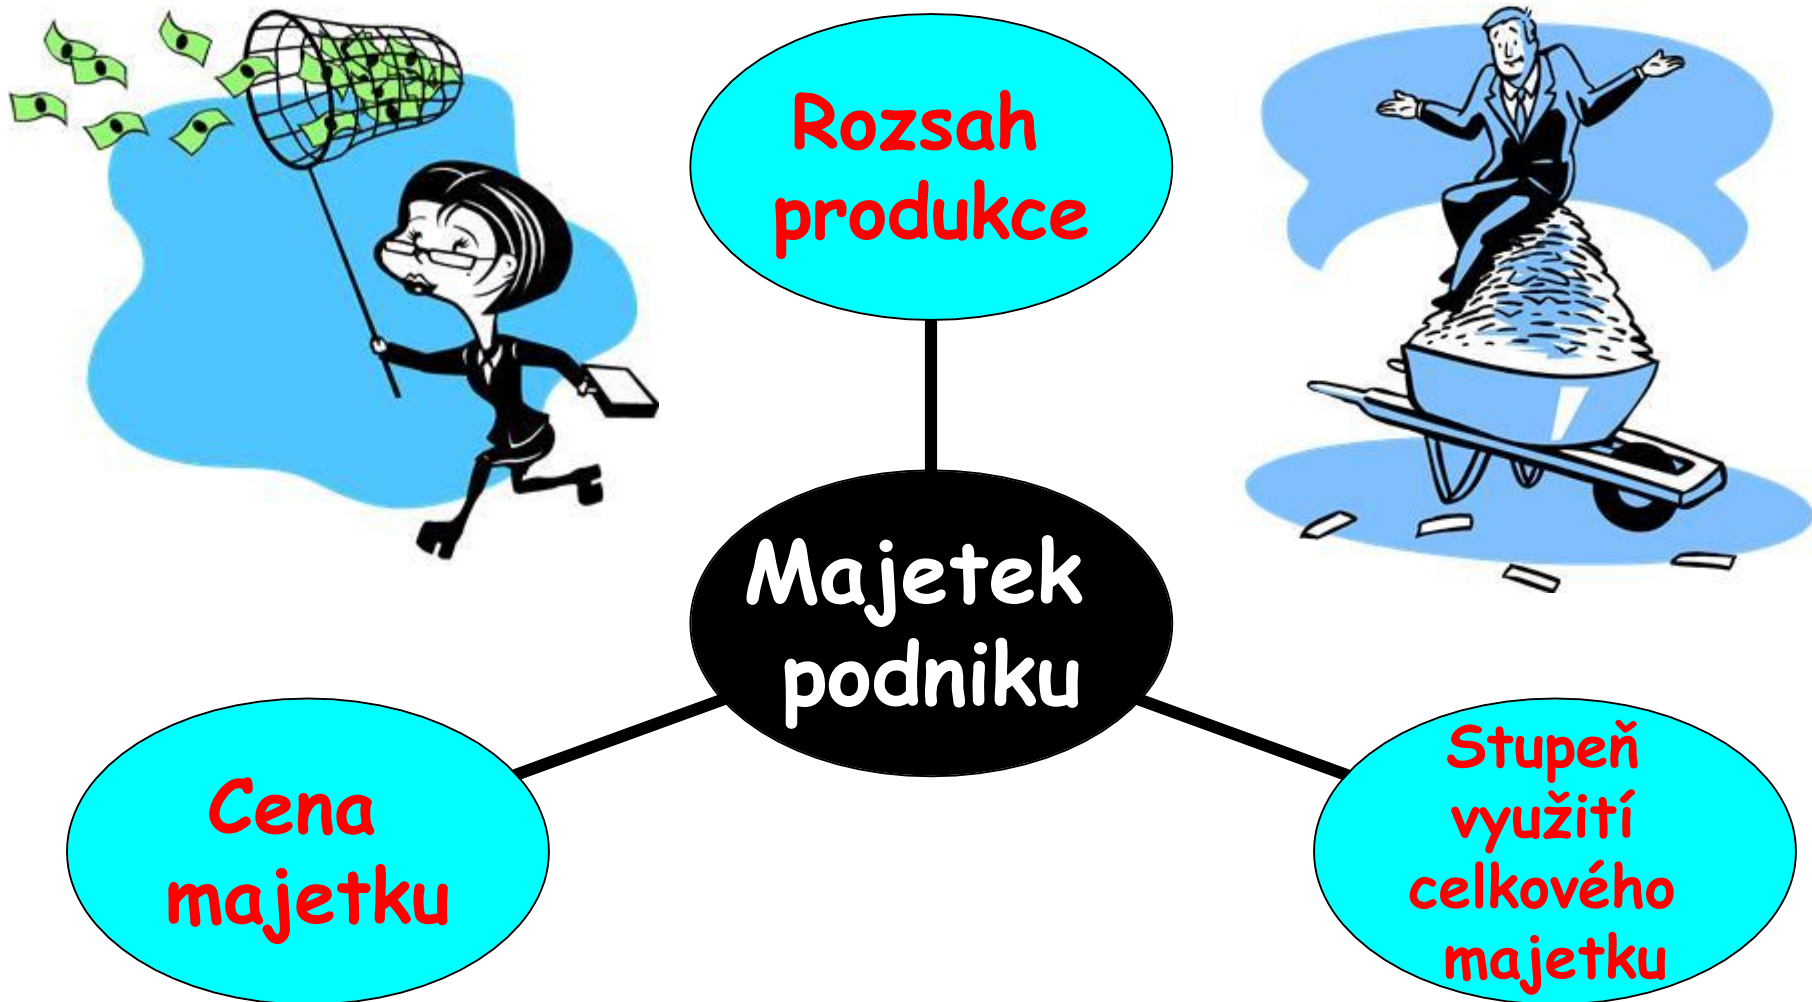 Rozsah
produkce
Majetek
podniku
Cena
majetku
Stupeň
využití
celkového
majetku